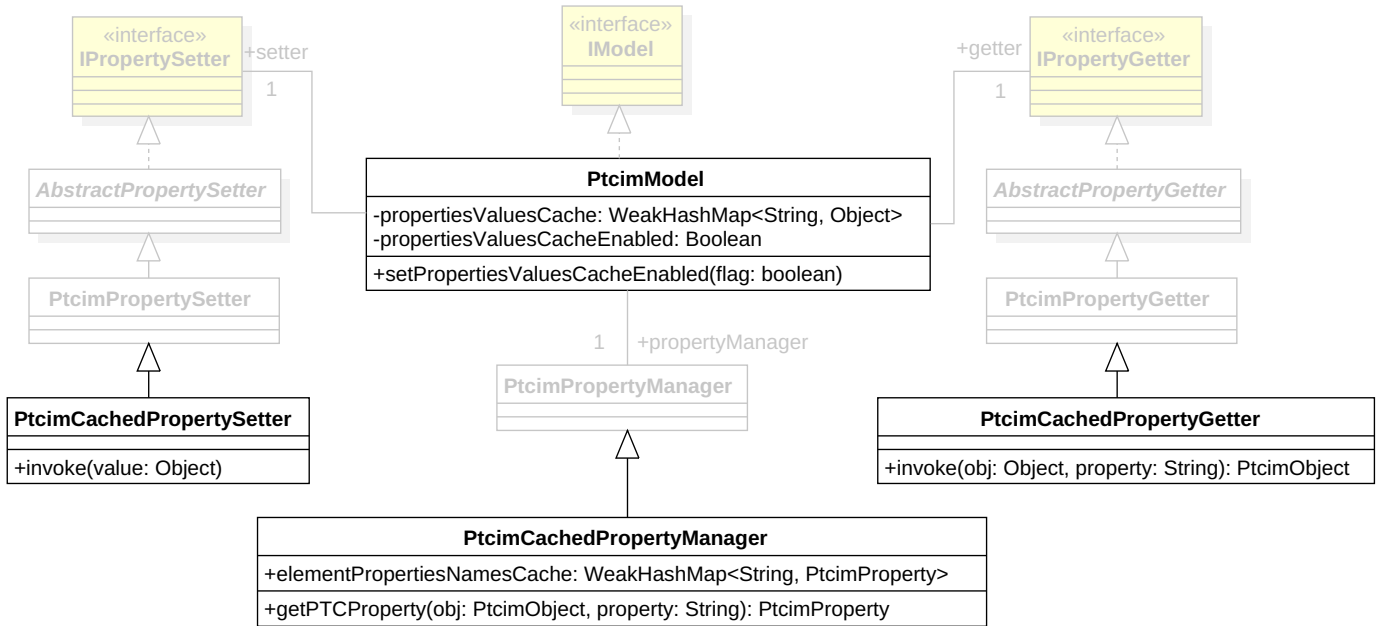 «interface»
IPropertySetter
+setter
1
«interface»
IModel
+getter
1
«interface»
IPropertyGetter
AbstractPropertySetter
PtcimModel
-propertiesValuesCache: WeakHashMap<String, Object>
-propertiesValuesCacheEnabled: Boolean
+setPropertiesValuesCacheEnabled(flag: boolean)
AbstractPropertyGetter
PtcimPropertySetter
PtcimPropertyGetter
1
+propertyManager
PtcimPropertyManager
PtcimCachedPropertySetter
+invoke(value: Object)
PtcimCachedPropertyGetter
+invoke(obj: Object, property: String): PtcimObject
PtcimCachedPropertyManager
+elementPropertiesNamesCache: WeakHashMap<String, PtcimProperty>
+getPTCProperty(obj: PtcimObject, property: String): PtcimProperty